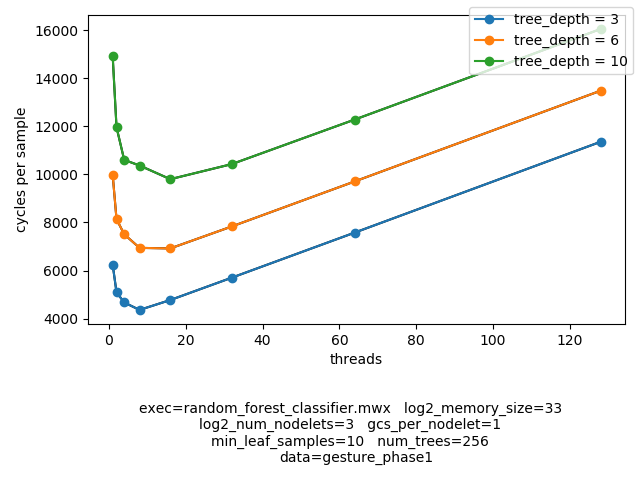 tree_depth = 3
tree_depth = 6
tree_depth = 10
16000
14000
12000
10000
8000
6000
4000
cycles per sample
0 20 40 60 80 100 120
threads
exec=random_forest_classifier.mwx log2_memory_size=33
log2_num_nodelets=3 gcs_per_nodelet=1
min_leaf_samples=10 num_trees=256
data=gesture_phase1